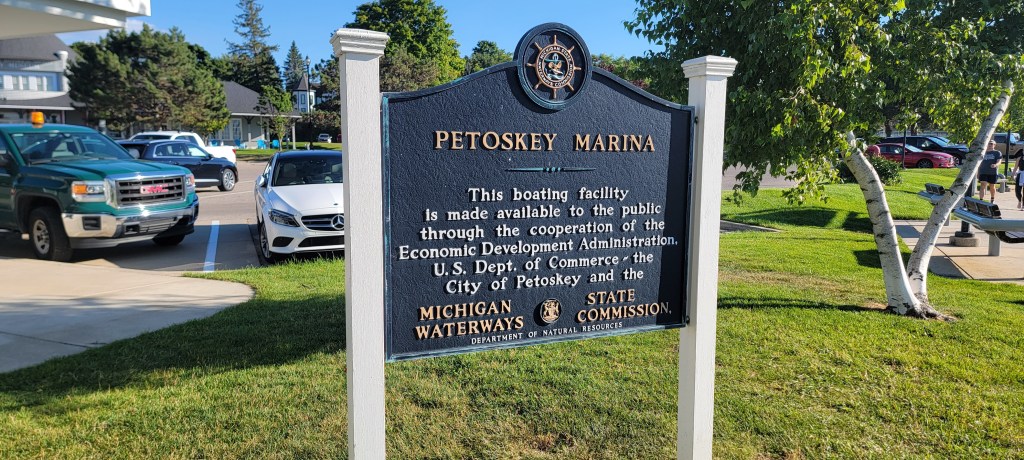 PETOSKEY MARINA
This boating facility
is made available to the public
through the cooperation of the
Economic Development Administration,
U.S. Dept. of Commerce - the
City of Petoskey and the
MICHIGAN STATE
WATERWAYS COMMISSION.
DEPARTMENT OF NATURAL RESOURCES
GMC